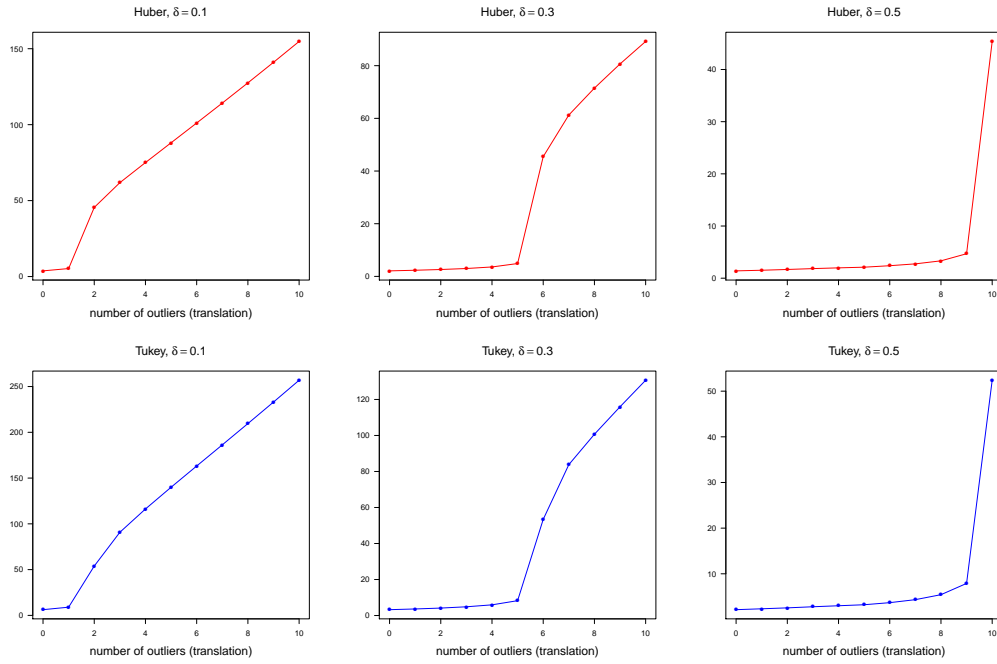 Huber, δ = 0.1
150
100
50
0
0 2 4 6 8 10
number of outliers (translation)
Huber, δ = 0.3
80
60
40
20
0
0 2 4 6 8 10
number of outliers (translation)
Huber, δ = 0.5
40
30
20
10
0
0 2 4 6 8 10
number of outliers (translation)
Tukey, δ = 0.1
250
200
150
100
50
0
0 2 4 6 8 10
number of outliers (translation)
Tukey, δ = 0.3
120
100
80
60
40
20
0
0 2 4 6 8 10
number of outliers (translation)
Tukey, δ = 0.5
50
40
30
20
10
0 2 4 6 8 10
number of outliers (translation)